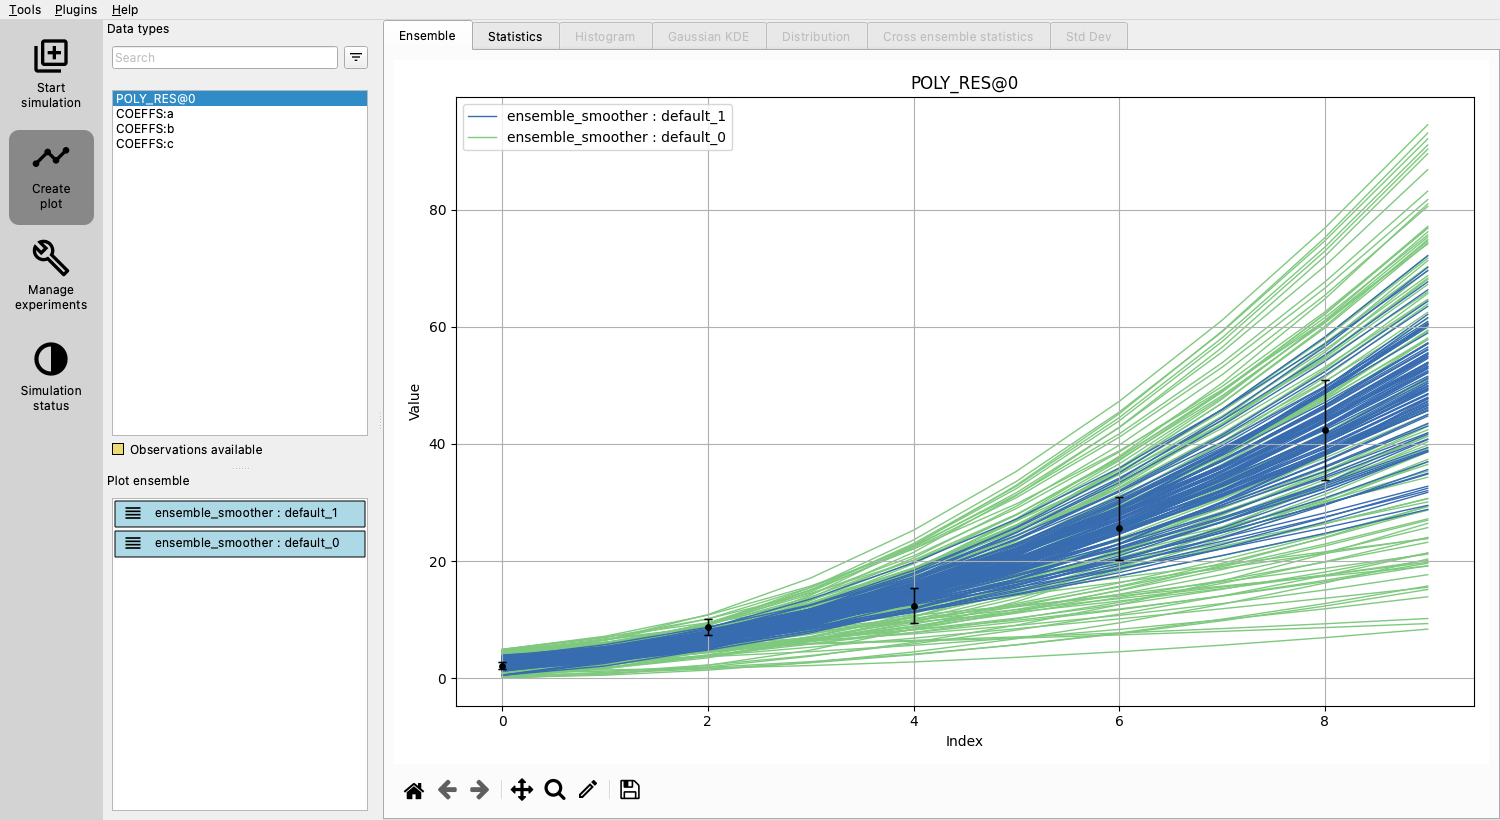 Tools Plugins Help
Start
simulation
Create
plot
Manage
experiments
Simulation
status
Data types
Search
POLY_RES@0
COEFFS:a
COEFFS:b
COEFFS:c
Observations available
Plot ensemble
ensemble_smoother : default_1
ensemble_smoother : default_0
Ensemble Statistics Histogram Gaussian KDE Distribution Cross ensemble statistics Std Dev
POLY_RES@0
ensemble_smoother : default_1
ensemble_smoother : default_0
Value
80
60
40
20
0
0 2 4 6 8
Index